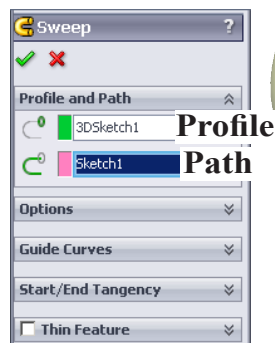 Sweep ?
Profile and Path
3DSketch1 Profile
Sketch1 Path
Options
Guide Curves
Start/End Tangency
Thin Feature